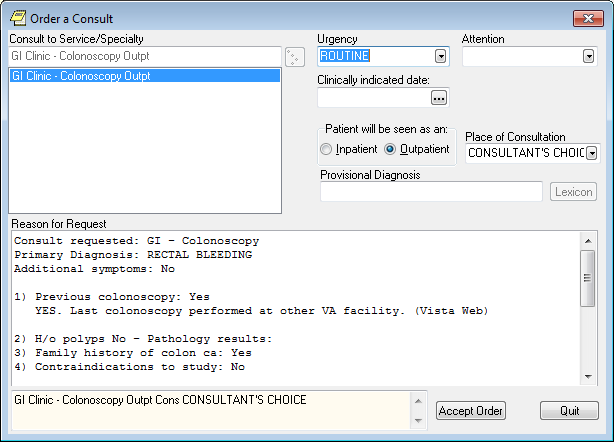 Order a Consult
Consult to Service/Specialty
GI Clinic - Colonoscopy Outpt
GI Clinic - Colonoscopy Outpt
Urgency
ROUTINE
Attention
Clinically indicated date:
...
Patient will be seen as an:
Inpatient
Outpatient
Place of Consultation
CONSULTANT'S CHOIC
Provisional Diagnosis
Lexicon
Reason for Request
Consult requested: GI - Colonoscopy
Primary Diagnosis: RECTAL BLEEDING
Additional symptoms: No
1) Previous colonoscopy: Yes
YES. Last colonoscopy performed at other VA facility. (Vista Web)
2) H/o polyps No - Pathology results:
3) Family history of colon ca: Yes
4) Contraindications to study: No
GI Clinic - Colonoscopy Outpt Cons CONSULTANT'S CHOICE
Accept Order
Quit